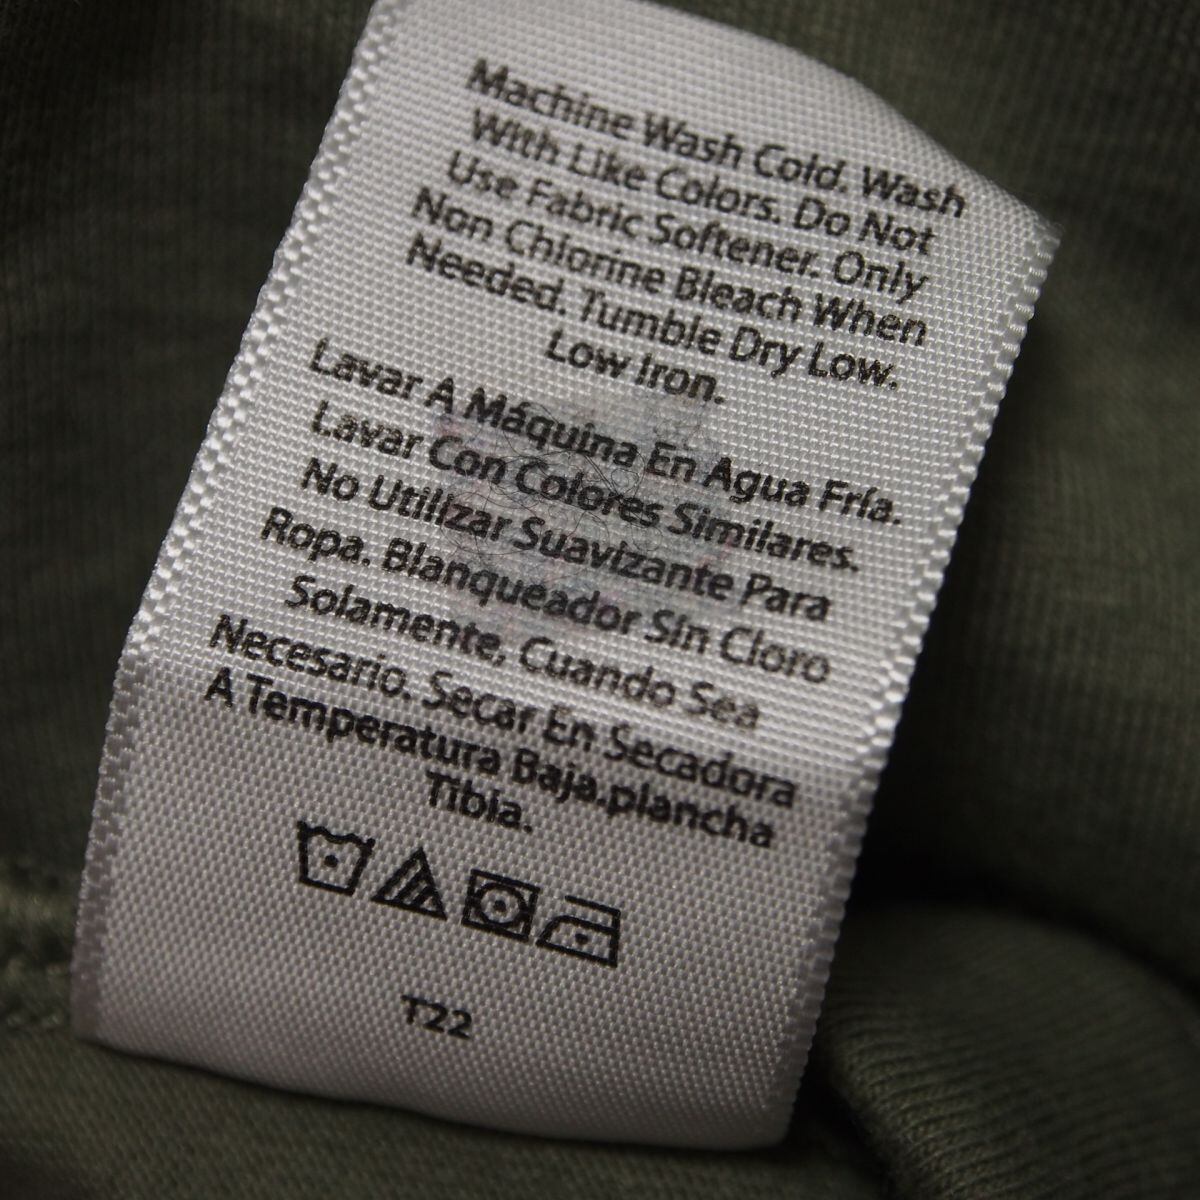 Machine Wash Cold. Wash
With Like Colors. Do Not
Use Fabric Softener. Only
Non Chlorine Bleach When
Needed. Tumble Dry Low.
Low Iron.
Lavar A Máquina En Agua Fría.
Lavar Con Colores Similares.
No Utilizar Suavizante Para
Ropa. Blanqueador Sin Cloro
Solamente, Cuando Sea
Necesario. Secar En Secadora
A Temperatura Baja.plancha
Tibia.
T22